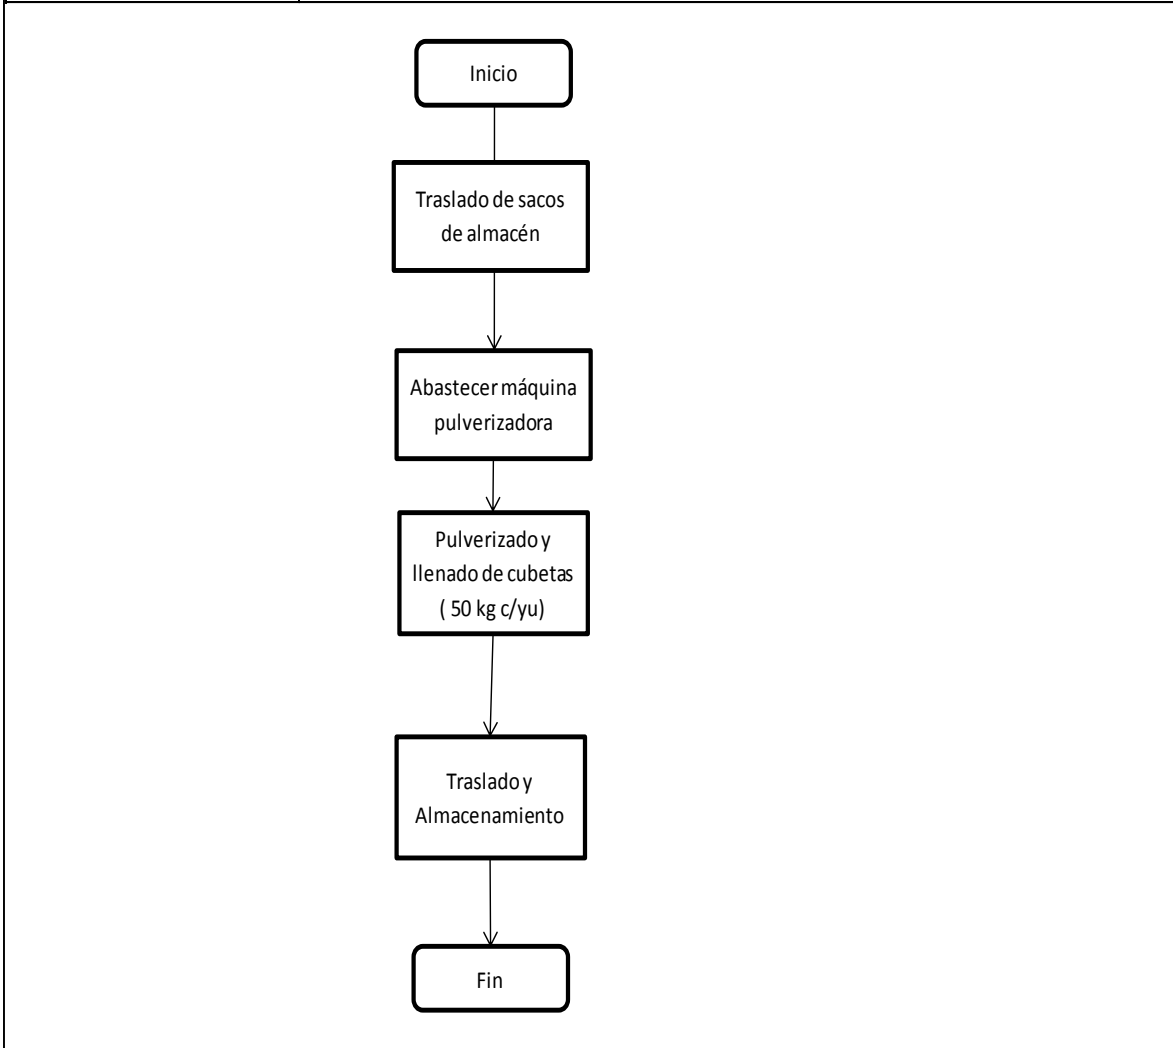 Inicio
Traslado de sacos
de almacén
Abastecer máquina
pulverizadora
Pulverizado y
llenado de cubetas
( 50 kg c/yu)
Traslado y
Almacenamiento
Fin